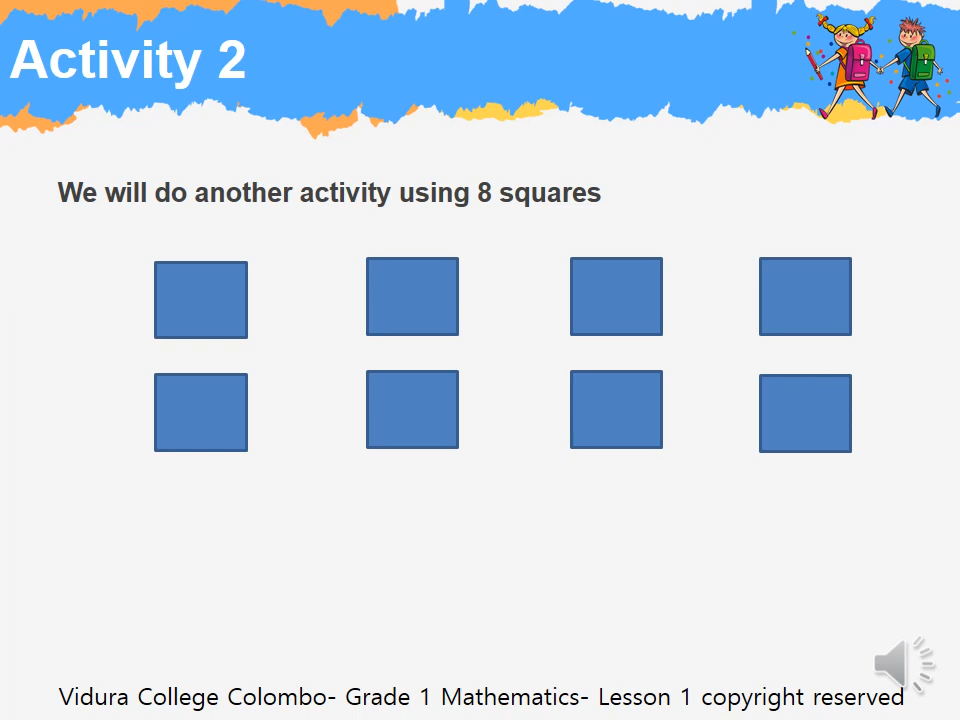 Activity 2
We will do another activity using 8 squares
Vidura College Colombo- Grade 1 Mathematics- Lesson 1 copyright reserved